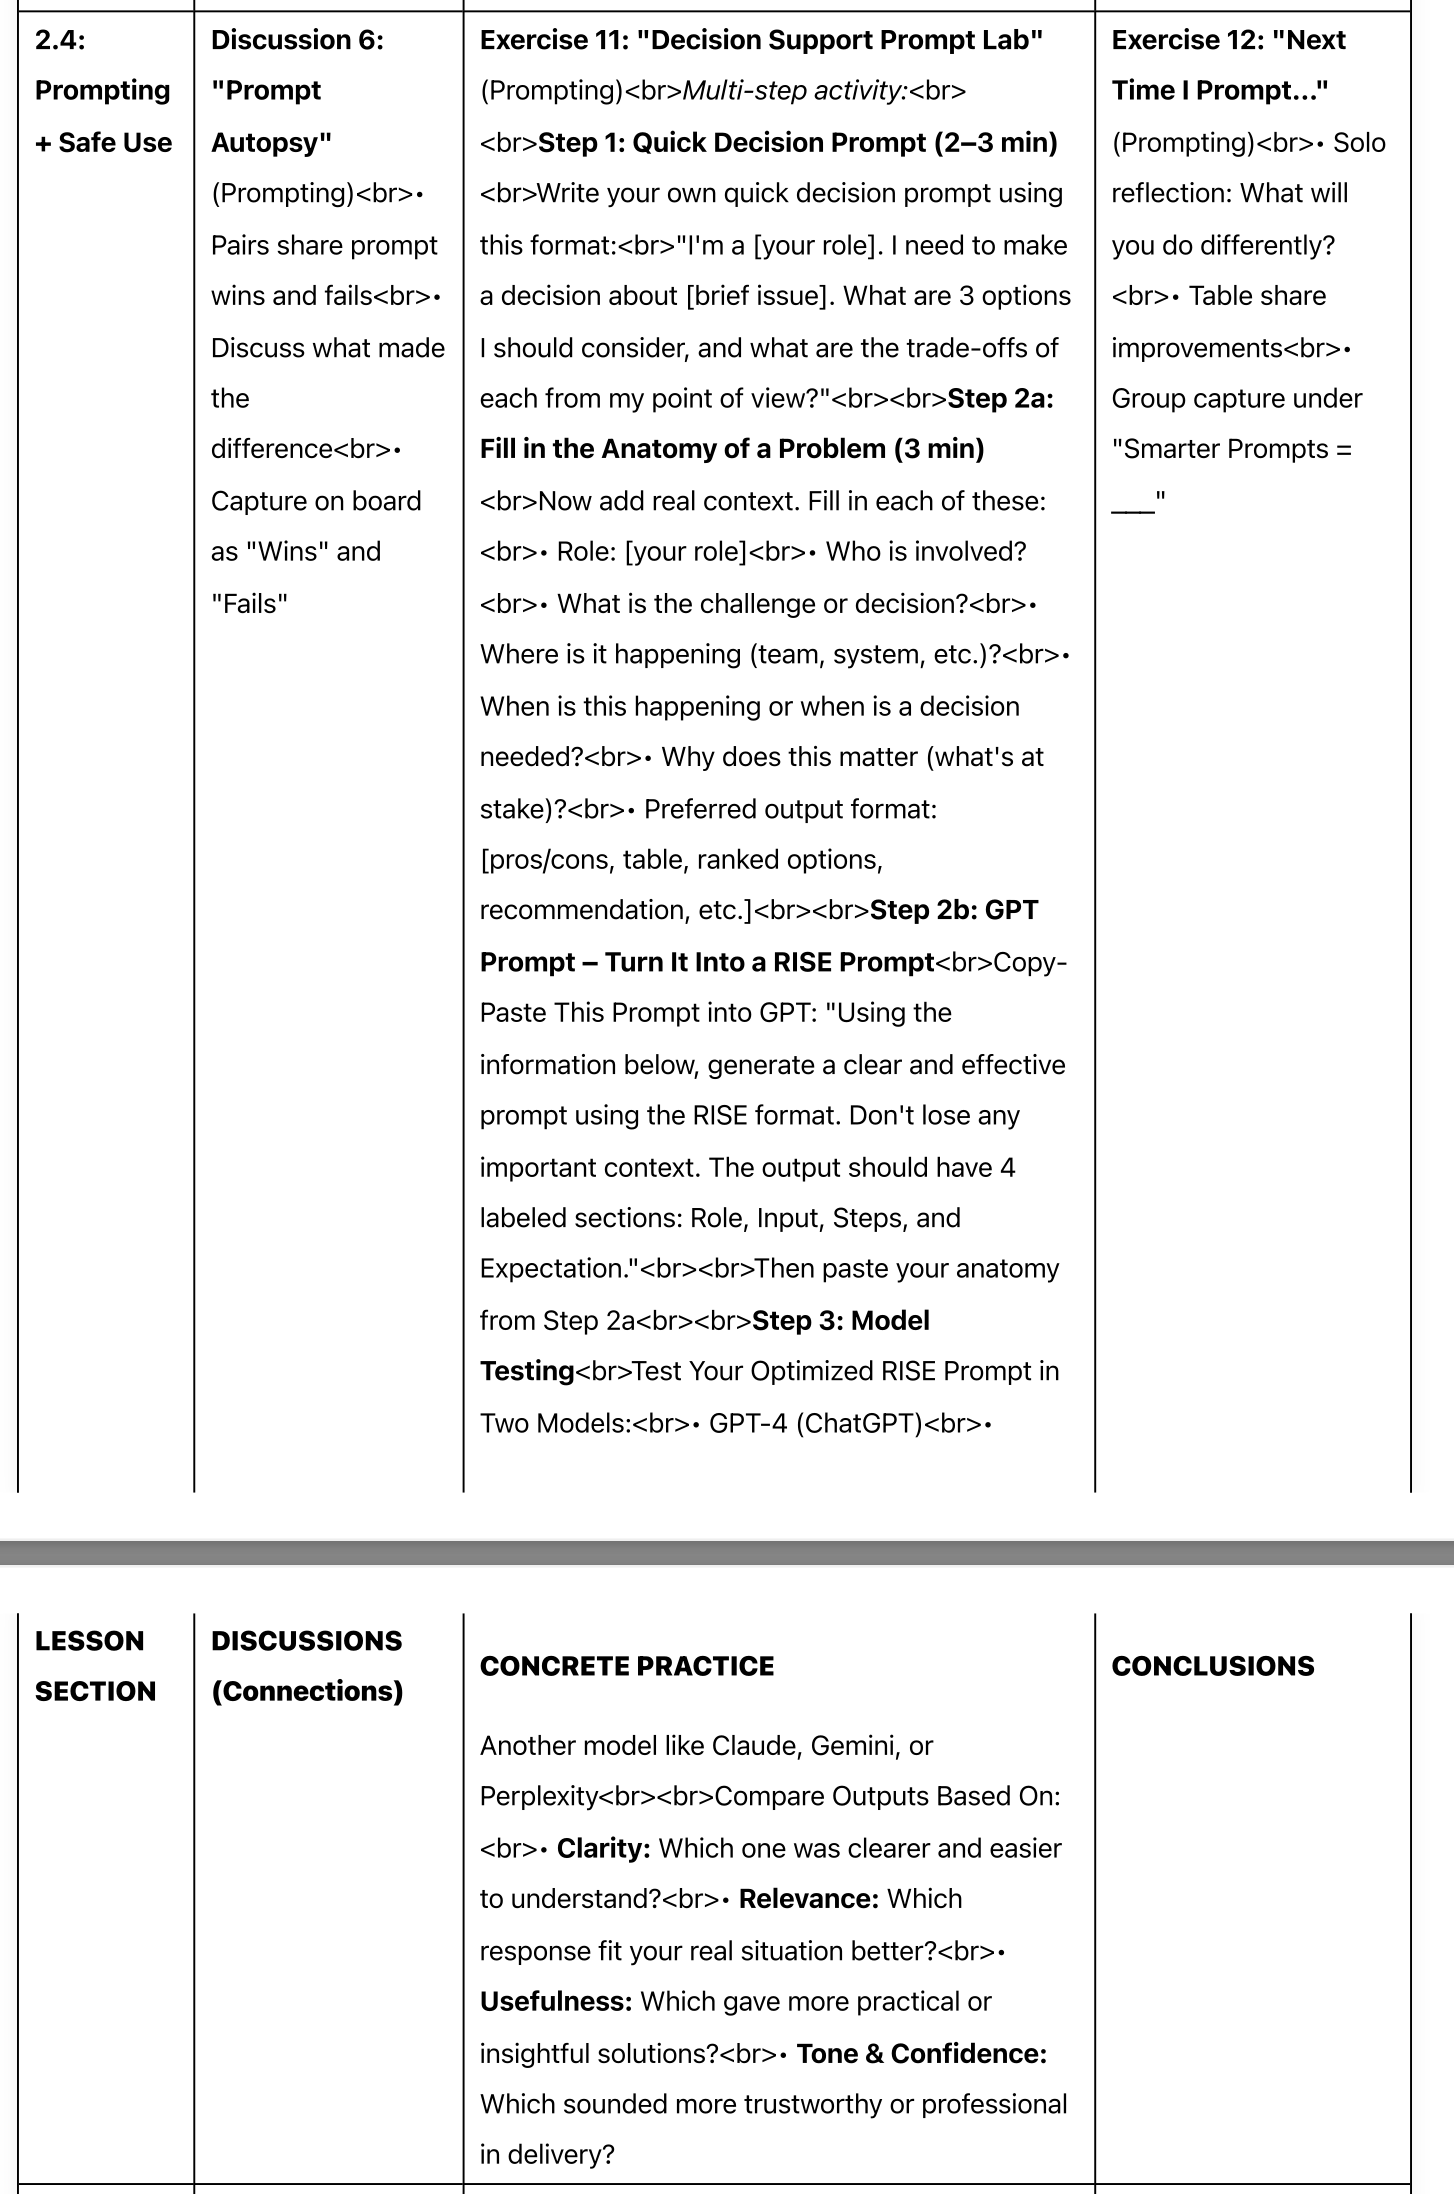 2.4:
Prompting
+ Safe Use
Discussion 6:
"Prompt
Autopsy"
(Prompting)<br>•
Pairs share prompt
wins and fails<br>•
Discuss what made
the
difference<br>•
Capture on board
as "Wins" and
"Fails"
Exercise 11: "Decision Support Prompt Lab"
(Prompting)<br>Multi-step activity:<br>
<br>Step 1: Quick Decision Prompt (2–3 min)
<br>Write your own quick decision prompt using
this format:<br>"I'm a [your role]. I need to make
a decision about [brief issue]. What are 3 options
I should consider, and what are the trade-offs of
each from my point of view?"<br><br>Step 2a:
Fill in the Anatomy of a Problem (3 min)
<br>Now add real context. Fill in each of these:
<br>• Role: [your role]<br>• Who is involved?
<br>• What is the challenge or decision?<br>•
Where is it happening (team, system, etc.)?<br>•
When is this happening or when is a decision
needed?<br>• Why does this matter (what's at
stake)?<br>• Preferred output format:
[pros/cons, table, ranked options,
recommendation, etc.]<br><br>Step 2b: GPT
Prompt – Turn It Into a RISE Prompt<br>Copy-
Paste This Prompt into GPT: "Using the
information below, generate a clear and effective
prompt using the RISE format. Don't lose any
important context. The output should have 4
labeled sections: Role, Input, Steps, and
Expectation."<br><br>Then paste your anatomy
from Step 2a<br><br>Step 3: Model
Testing<br>Test Your Optimized RISE Prompt in
Two Models:<br>• GPT-4 (ChatGPT)<br>•
Exercise 12: "Next
Time I Prompt..."
(Prompting)<br>• Solo
reflection: What will
you do differently?
<br>• Table share
improvements<br>•
Group capture under
"Smarter Prompts =
___"
LESSON
SECTION
DISCUSSIONS
(Connections)
CONCRETE PRACTICE
CONCLUSIONS
Another model like Claude, Gemini, or
Perplexity<br><br>Compare Outputs Based On:
<br>• Clarity: Which one was clearer and easier
to understand?<br>• Relevance: Which
response fit your real situation better?<br>•
Usefulness: Which gave more practical or
insightful solutions?<br>• Tone & Confidence:
Which sounded more trustworthy or professional
in delivery?